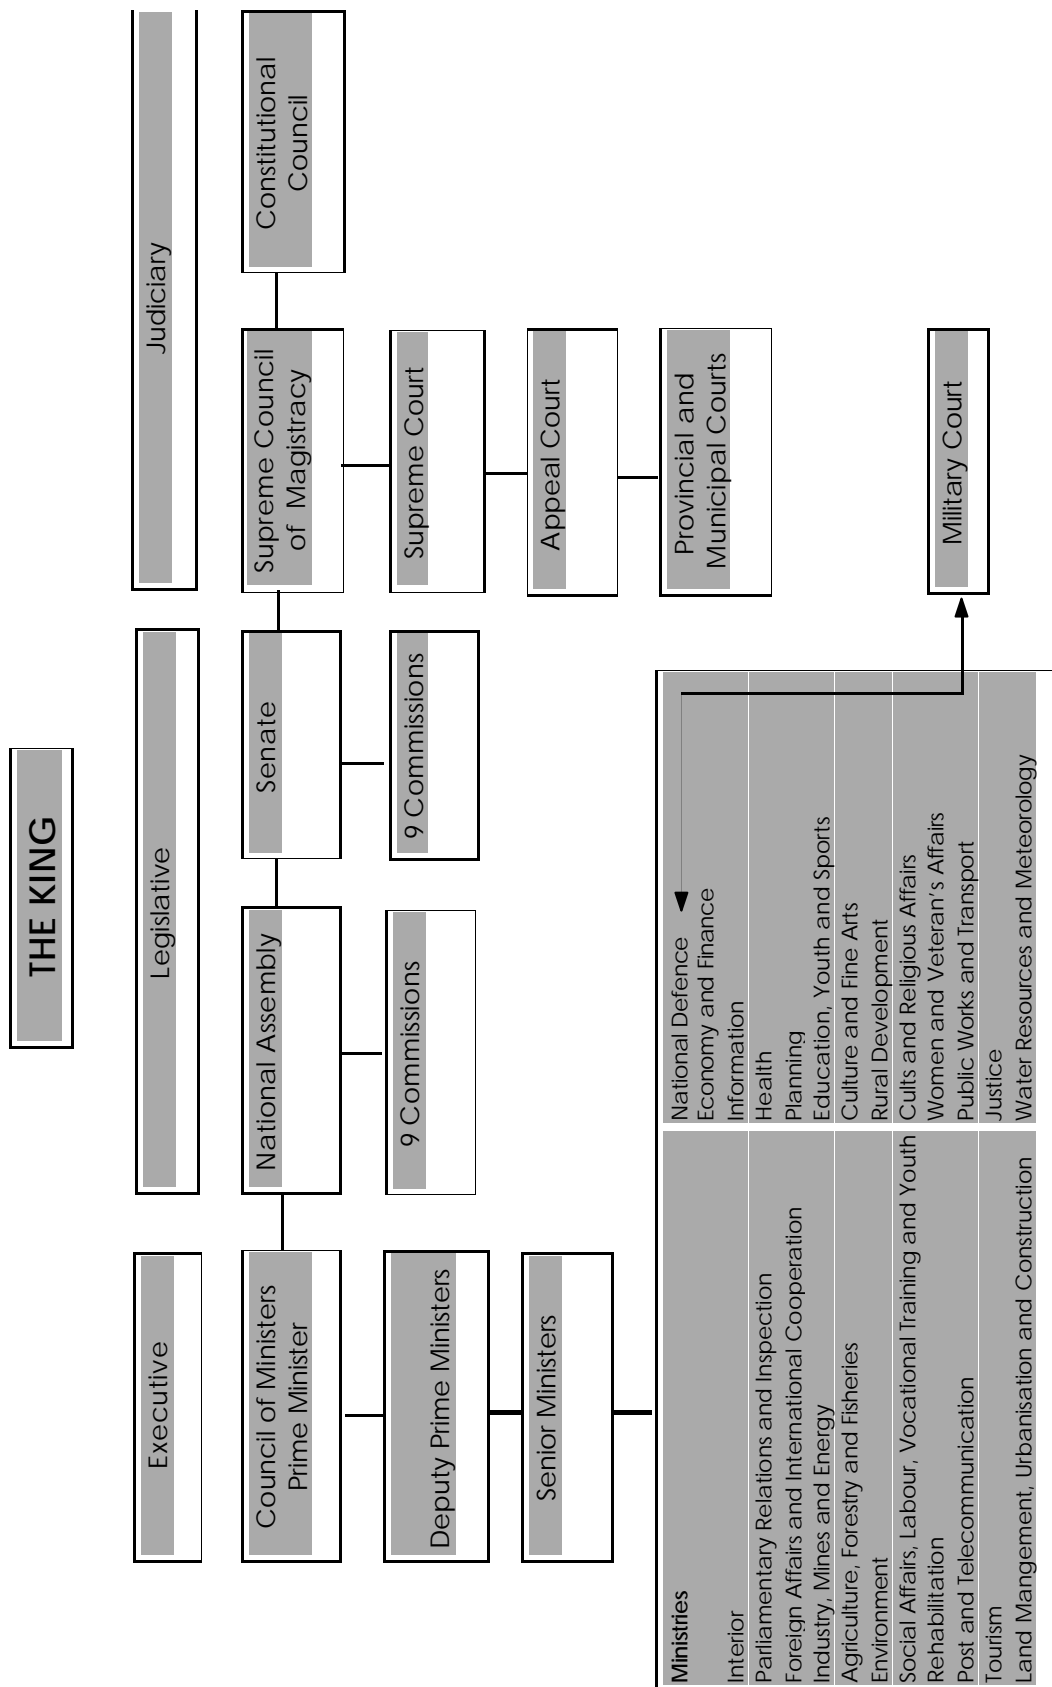 THE KING
Executive
Legislative
Judiciary
Council of Ministers
Prime Minister
National Assembly
Senate
Supreme Council
of Magistracy
Constitutional
Council
Deputy Prime Ministers
9 Commissions
9 Commissions
Supreme Court
Senior Ministers
Appeal Court
Provincial and
Municipal Courts
Military Court
Ministries
Interior
Parliamentary Relations and Inspection
Foreign Affairs and International Cooperation
Industry, Mines and Energy
Agriculture, Forestry and Fisheries
Environment
Social Affairs, Labour, Vocational Training and Youth
Rehabilitation
Post and Telecommunication
Tourism
Land Mangement, Urbanisation and Construction
National Defence
Economy and Finance
Information
Health
Planning
Education, Youth and Sports
Culture and Fine Arts
Rural Development
Cults and Religious Affairs
Women and Veteran's Affairs
Public Works and Transport
Justice
Water Resources and Meteorology